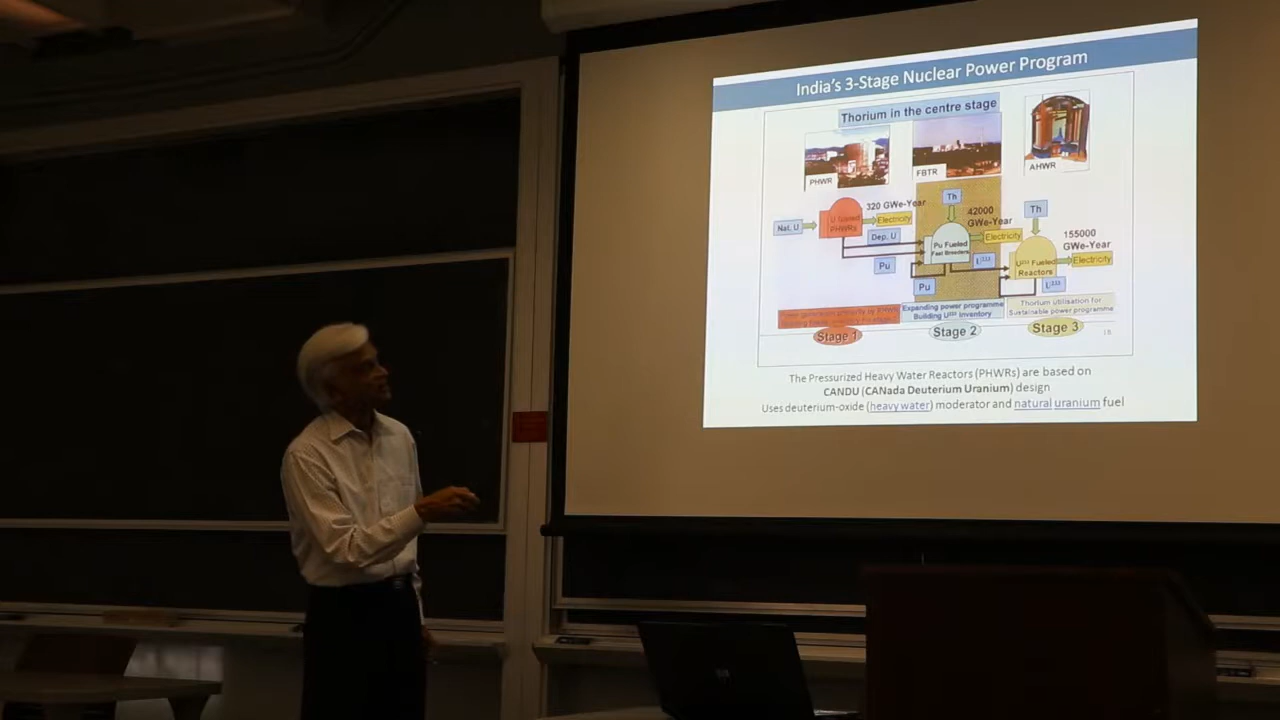 India's 3-Stage Nuclear Power Program
Thorium in the centre stage
PHWR
FBTR
AHWR
Nat. U
U fueled
PHWRs
320 GWe-Year
Electricity
Dep. U
Pu
Th
42000
GWe-Year
Electricity
Pu Fueled
Fast Breeders
U233
Pu
Th
155000
GWe-Year
Electricity
U233 Fueled
Reactors
U233
Expanding power programme
Building U233 inventory
Thorium utilisation for
Sustainable power programme
Stage 1
Stage 2
Stage 3
18
The Pressurized Heavy Water Reactors (PHWRs) are based on
CANDU (CANada Deuterium Uranium) design
Uses deuterium-oxide (heavy water) moderator and natural uranium fuel